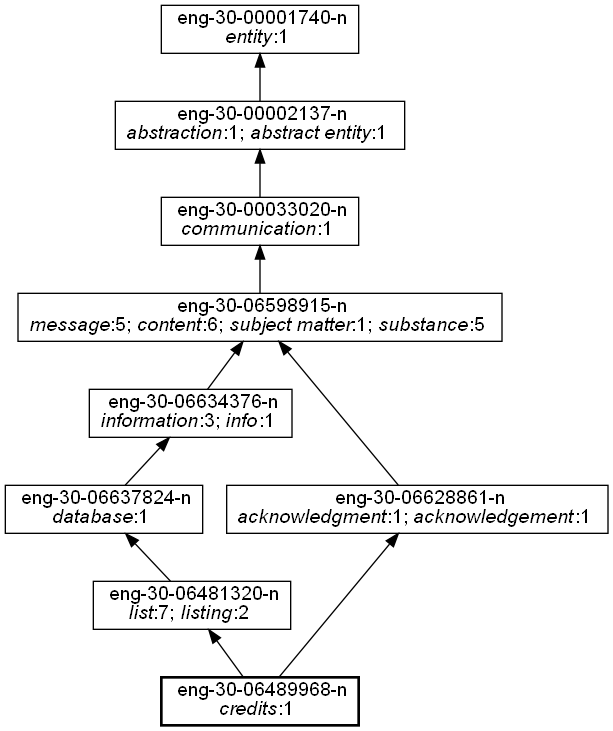 eng-30-00001740-n
entity:1
eng-30-00002137-n
abstraction:1; abstract entity:1
eng-30-00033020-n
communication:1
eng-30-06598915-n
message:5; content:6; subject matter:1; substance:5
eng-30-06634376-n
information:3; info:1
eng-30-06637824-n
database:1
eng-30-06628861-n
acknowledgment:1; acknowledgement:1
eng-30-06481320-n
list:7; listing:2
eng-30-06489968-n
credits:1